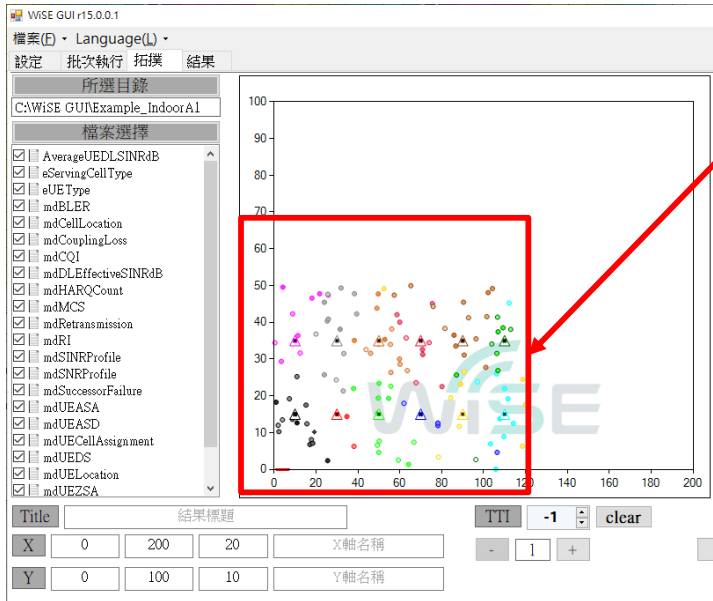 WiSE GUI r15.0.0.1
檔案(F) Language(L)
設定 批次執行 拓撲 結果
所選目錄
C:\WiSE GUI\Example_IndoorA1
檔案選擇
AverageUEDLSINRdB
eServingCellType
eUEType
mdBLER
mdCellLocation
mdCouplingLoss
mdCQI
mdDLEffectiveSINRdB
mdHARQCount
mdMCS
mdRetransmission
mdRI
mdSINRProfile
mdSNRProfile
mdSuccessorFailure
mdUEASA
mdUEASD
mdUECellAssignment
mdUEDS
mdUELocation
mdUEZSA
100
90
80
70
60
50
40
30
20
10
0
0 20 40 60 80 100 120 140 160 180 200
WiSE
Title 結果標題 TTI -1 clear
X 0 200 20 X軸名稱 - 1 +
Y 0 100 10 Y軸名稱